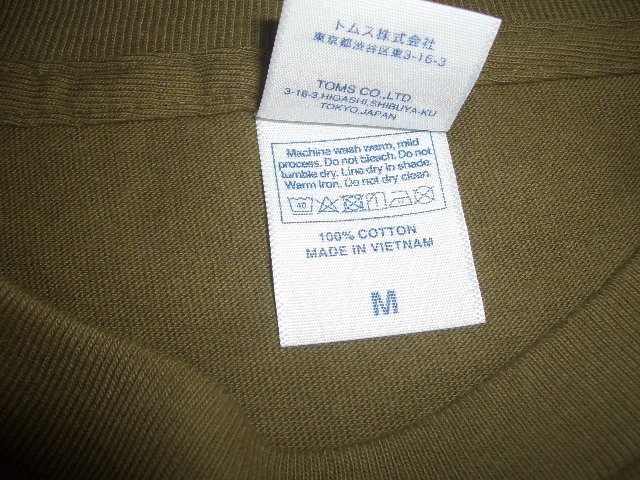 トムス株式会社
東京都渋谷区東3-16-3
TOMS CO.,LTD
3-16-3.HIGASHI,SHIBUYA-KU
TOKYO,JAPAN
Machine wash warm, mild
process. Do not bleach. Do not
tumble dry. Line dry in shade.
Warm Iron. Do not dry clean.
40
100% COTTON
MADE IN VIETNAM
M